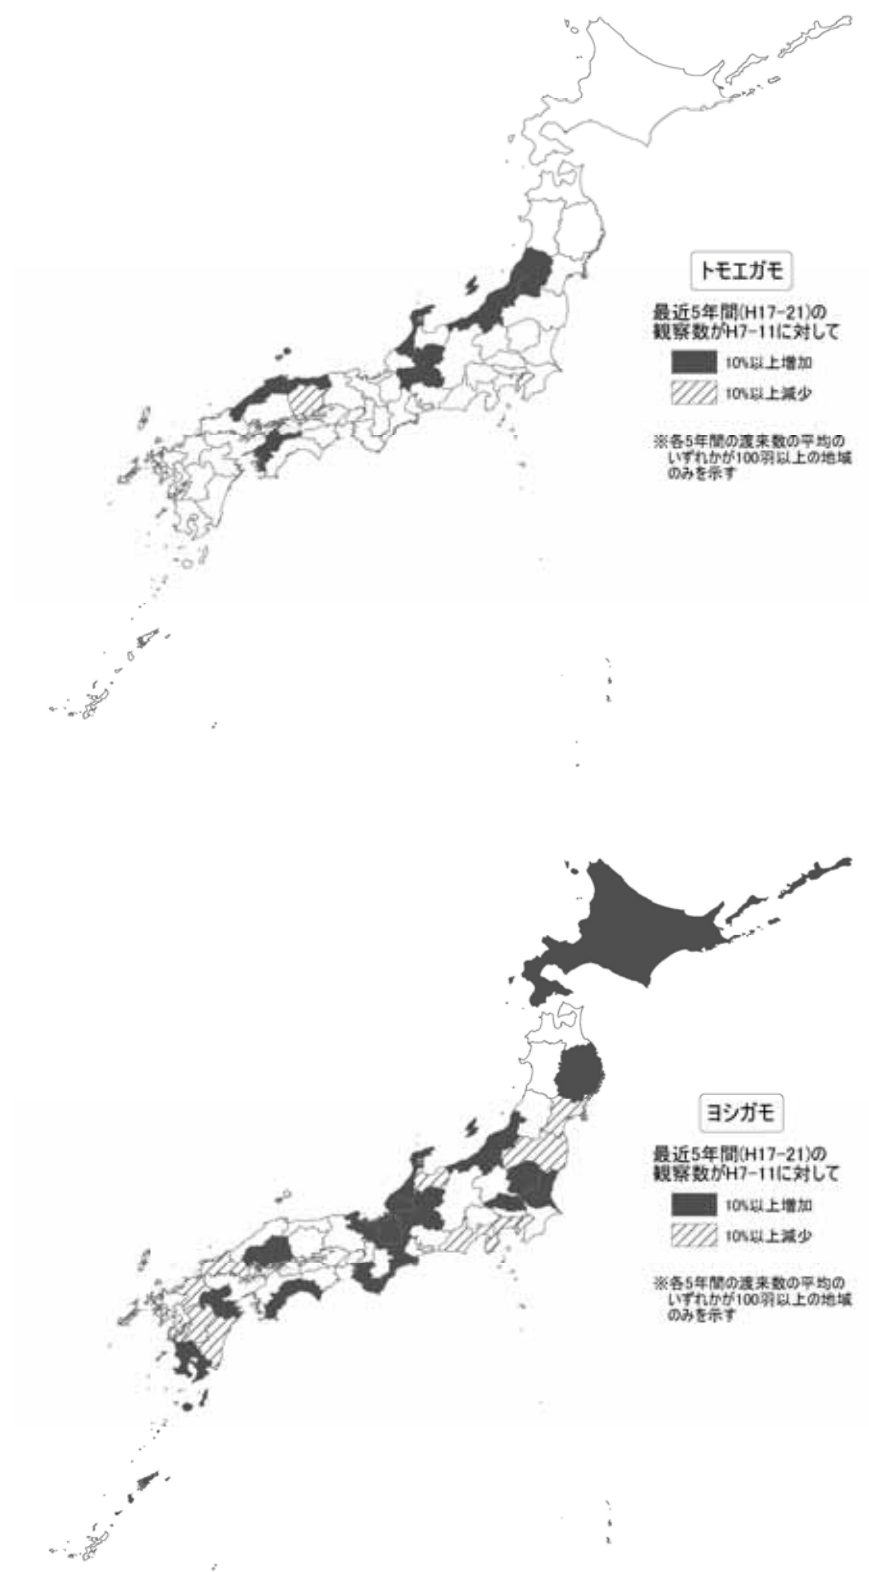 トモエガモ
最近5年間(H17-21)の
観察数がH7-11に対して
10%以上増加
10%以上減少
※各5年間の渡来数の平均の
いずれかが100羽以上の地域
のみを示す
ヨシガモ
最近5年間(H17-21)の
観察数がH7-11に対して
10%以上増加
10%以上減少
※各5年間の渡来数の平均の
いずれかが100羽以上の地域
のみを示す